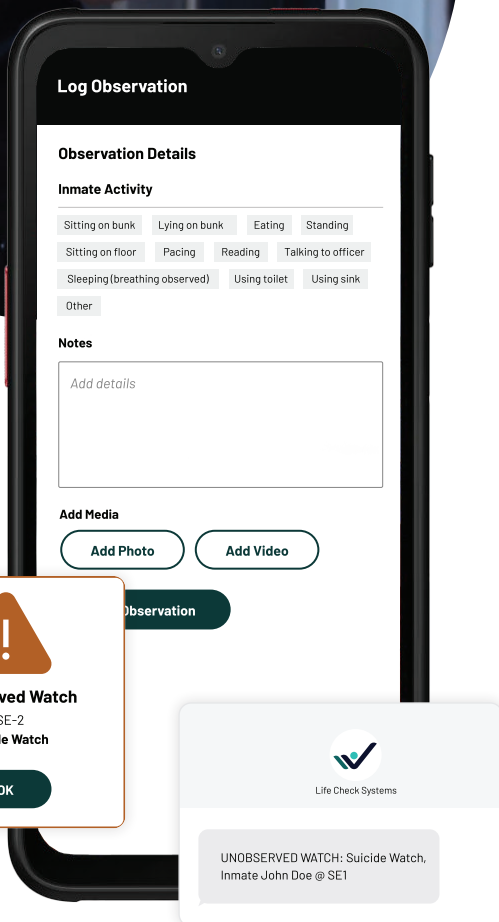 Log Observation
Observation Details
Inmate Activity
Sitting on bunk Lying on bunk Eating Standing
Sitting on floor Pacing Reading Talking to officer
Sleeping (breathing observed) Using toilet Using sink
Other
Notes
Add details
Add Media
Add Photo Add Video
Observation
!
ved Watch
SE-2
le Watch
OK
Life Check Systems
UNOBSERVED WATCH: Suicide Watch,
Inmate John Doe @ SE1